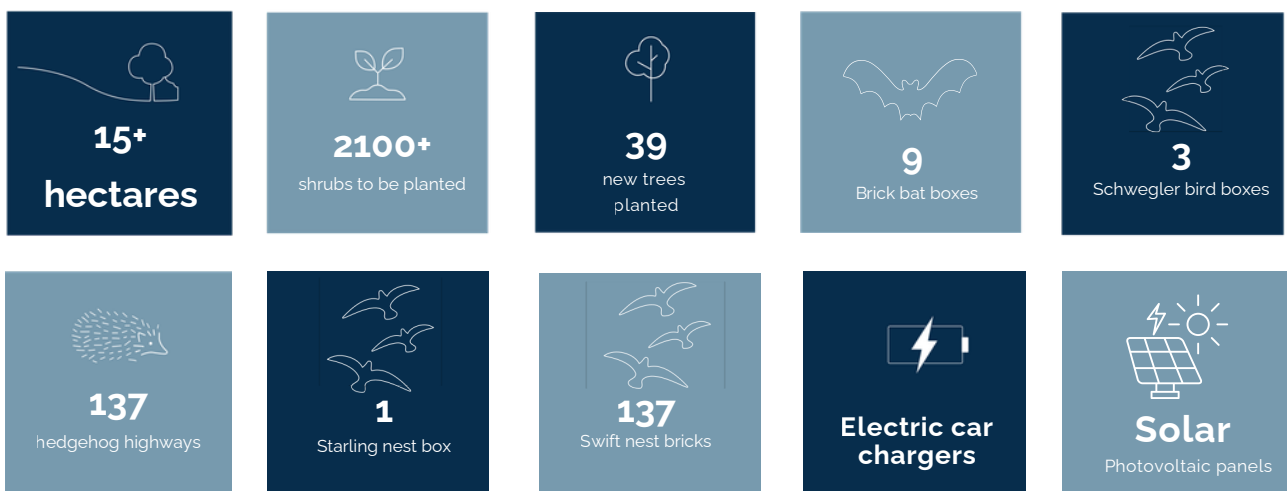 15+
hectares
2100+
shrubs to be planted
39
new trees
planted
9
Brick bat boxes
3
Schwegler bird boxes
137
hedgehog highways
1
Starling nest box
137
Swift nest bricks
Electric car
chargers
Solar
Photovoltaic panels